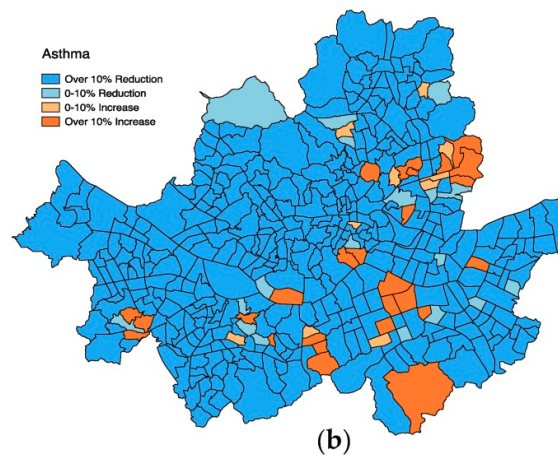 Asthma
Over 10% Reduction
0-10% Reduction
0-10% Increase
Over 10% Increase
(b)